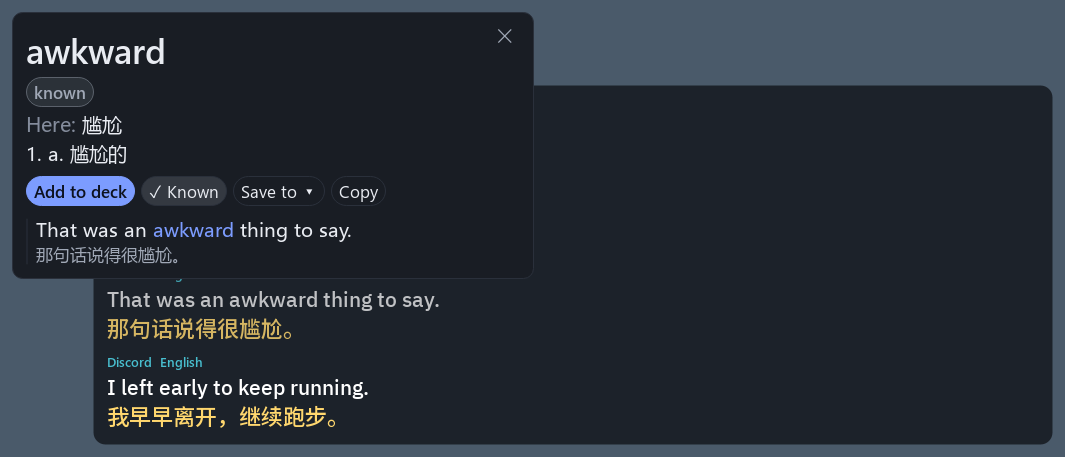 awkward
known
Here: 尴尬
1. a. 尴尬的
Add to deck ✓ Known Save to ▾ Copy
That was an awkward thing to say.
那句话说得很尴尬。
That was an awkward thing to say.
那句话说得很尴尬。
Discord English
I left early to keep running.
我早早离开，继续跑步。